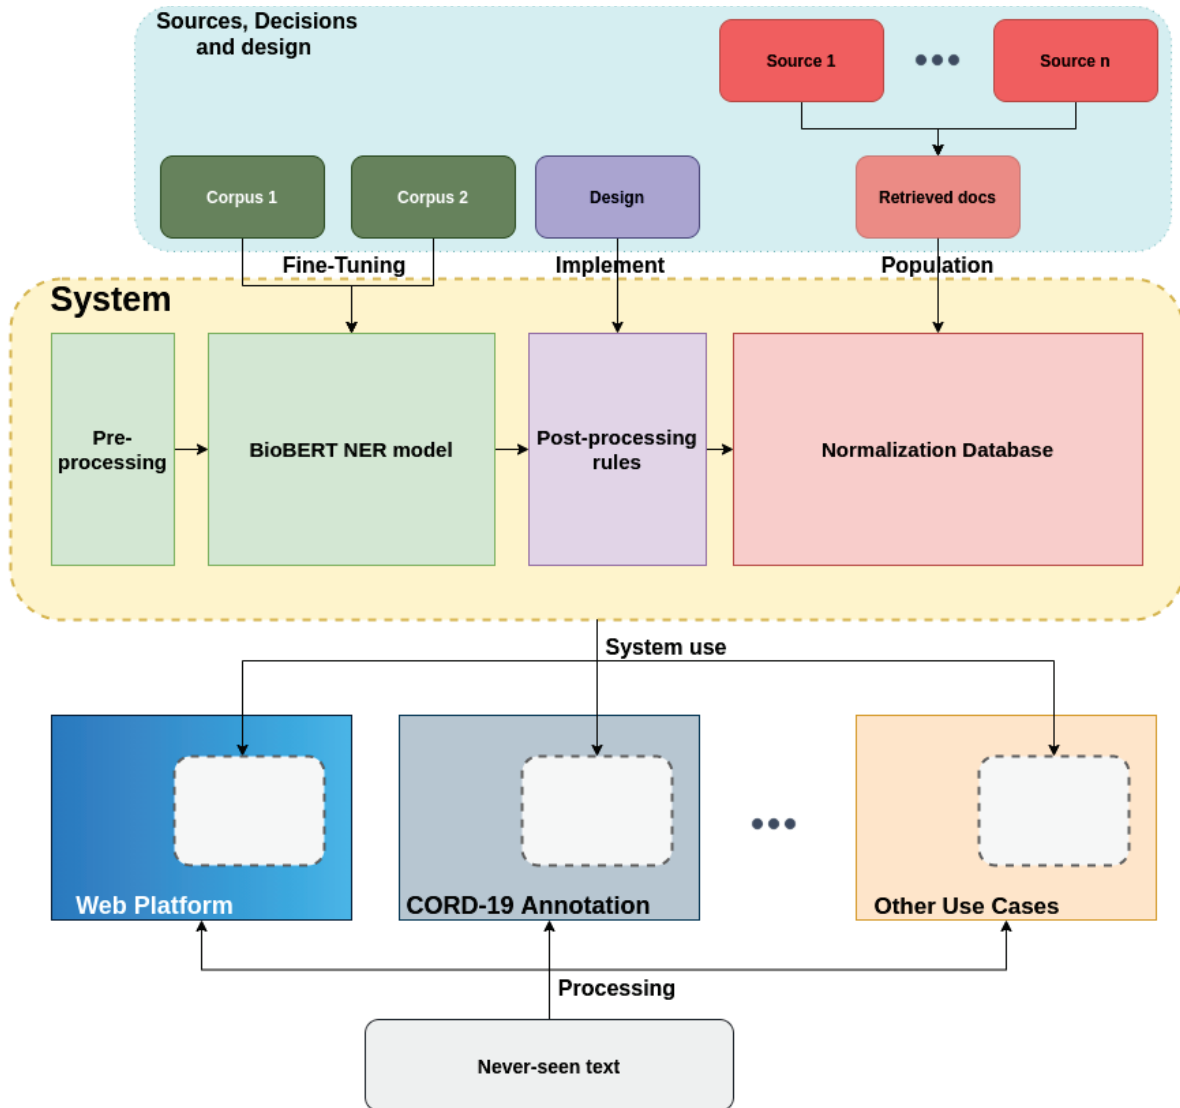 Sources, Decisions
and design
Source 1
Source n
Corpus 1
Corpus 2
Design
Retrieved docs
Fine-Tuning
Implement
Population
System
Pre-
processing
BioBERT NER model
Post-processing
rules
Normalization Database
System use
Web Platform
CORD-19 Annotation
Other Use Cases
Processing
Never-seen text